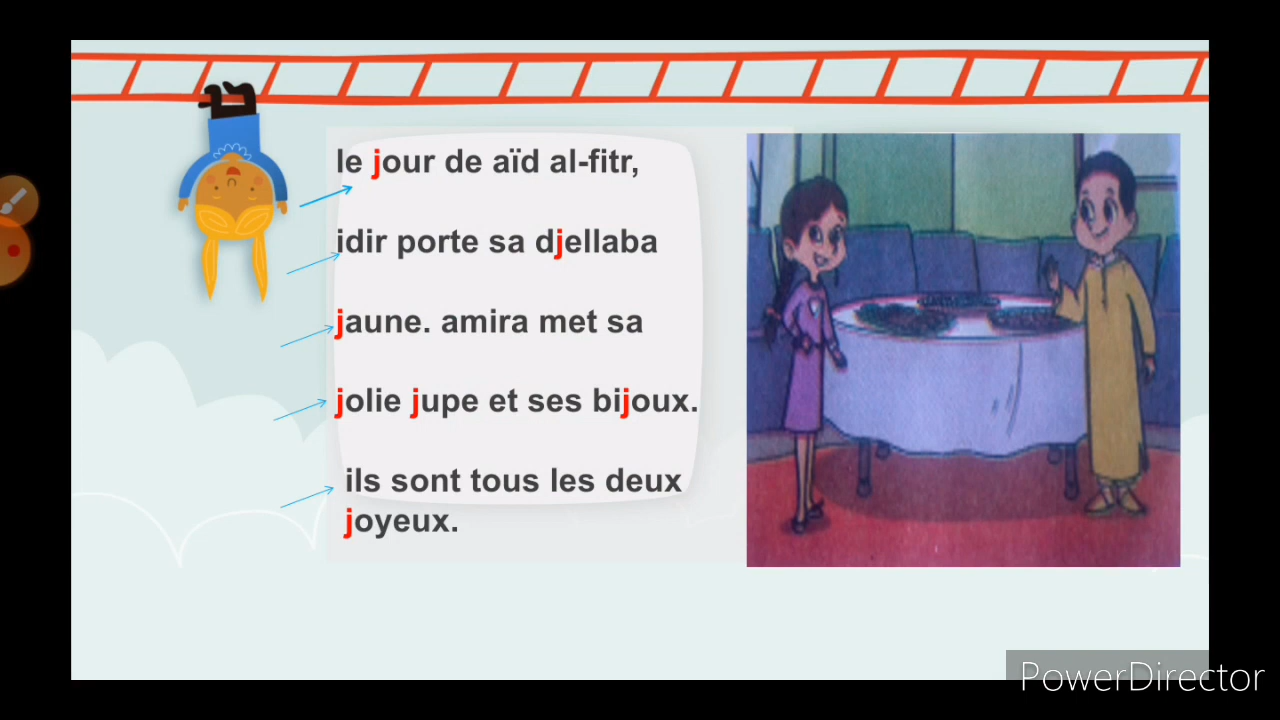 le jour de aïd al-fitr,
idir porte sa djellaba
jaune. amira met sa
jolie jupe et ses bijoux.
ils sont tous les deux
joyeux.
PowerDirector